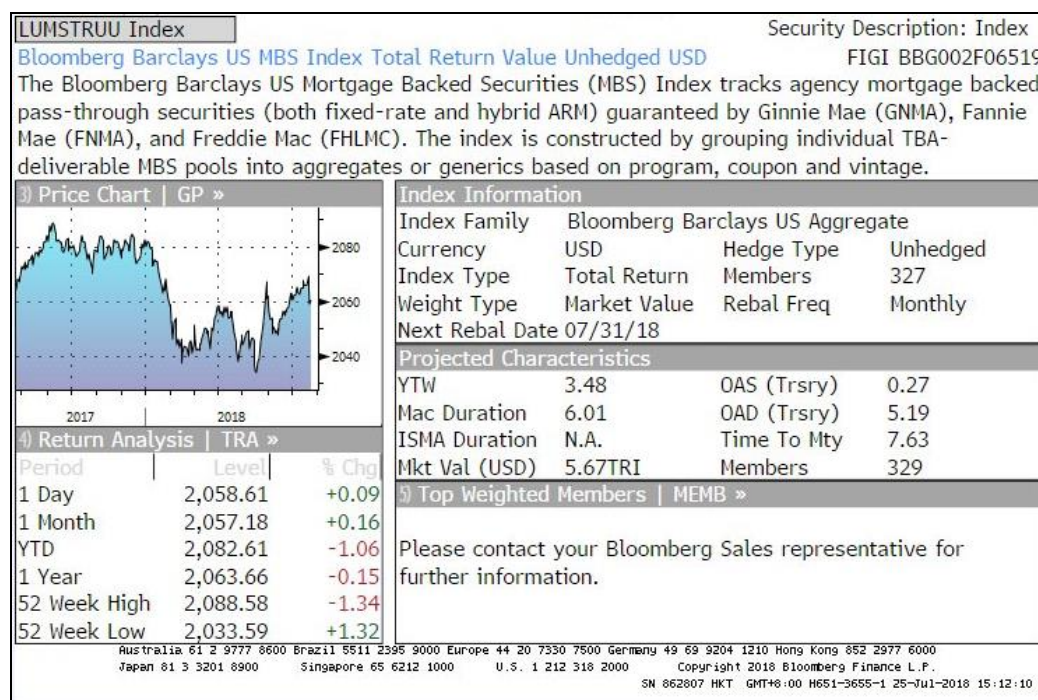 LUMSTRUU Index
Security Description: Index
Bloomberg Barclays US MBS Index Total Return Value Unhedged USD
FIGI BBG002F06519
The Bloomberg Barclays US Mortgage Backed Securities (MBS) Index tracks agency mortgage backed
pass-through securities (both fixed-rate and hybrid ARM) guaranteed by Ginnie Mae (GNMA), Fannie
Mae (FNMA), and Freddie Mac (FHLMC). The index is constructed by grouping individual TBA-
deliverable MBS pools into aggregates or generics based on program, coupon and vintage.
3) Price Chart | GP »
2080
2060
2040
2017 2018
4) Return Analysis | TRA »
Period Level % Chg
1 Day 2,058.61 +0.09
1 Month 2,057.18 +0.16
YTD 2,082.61 -1.06
1 Year 2,063.66 -0.15
52 Week High 2,088.58 -1.34
52 Week Low 2,033.59 +1.32
Index Information
Index Family Bloomberg Barclays US Aggregate
Currency USD Hedge Type Unhedged
Index Type Total Return Members 327
Weight Type Market Value Rebal Freq Monthly
Next Rebal Date 07/31/18
Projected Characteristics
YTW 3.48 OAS (Trsry) 0.27
Mac Duration 6.01 OAD (Trsry) 5.19
ISMA Duration N.A. Time To Mty 7.63
Mkt Val (USD) 5.67TRI Members 329
5) Top Weighted Members | MEMB »
Please contact your Bloomberg Sales representative for
further information.
Australia 61 2 9777 8600 Brazil 5511 2395 9000 Europe 44 20 7330 7500 Germany 49 69 9204 1210 Hong Kong 852 2977 6000
Japan 81 3 3201 8900 Singapore 65 6212 1000 U.S. 1 212 318 2000 Copyright 2018 Bloomberg Finance L.P.
SN 862807 HKT GMT+8:00 H651-3655-1 25-Jul-2018 15:12:10